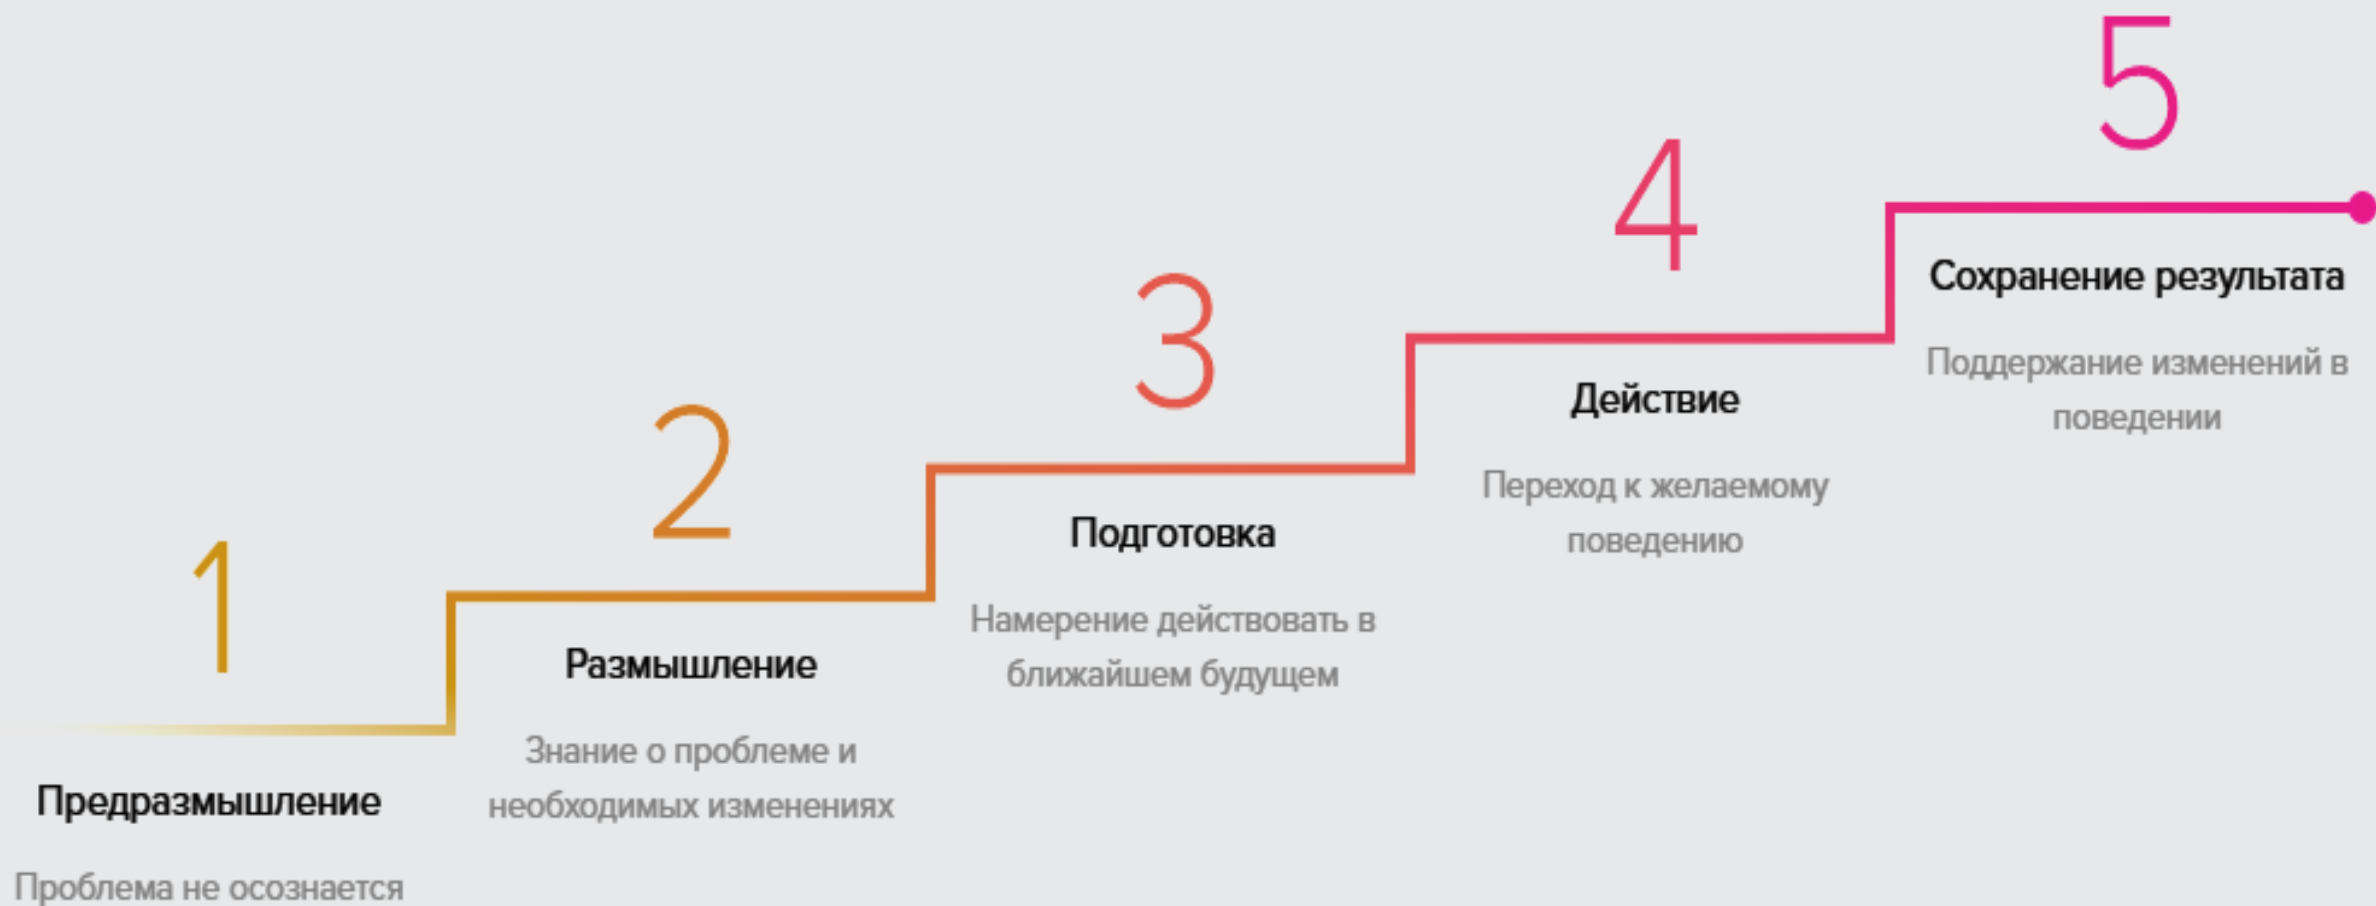 1
Предразмышление
Проблема не осознается
2
Размышление
Знание о проблеме и
необходимых изменениях
3
Подготовка
Намерение действовать в
ближайшем будущем
4
Действие
Переход к желаемому
поведению
5
Сохранение результата
Поддержание изменений в
поведении